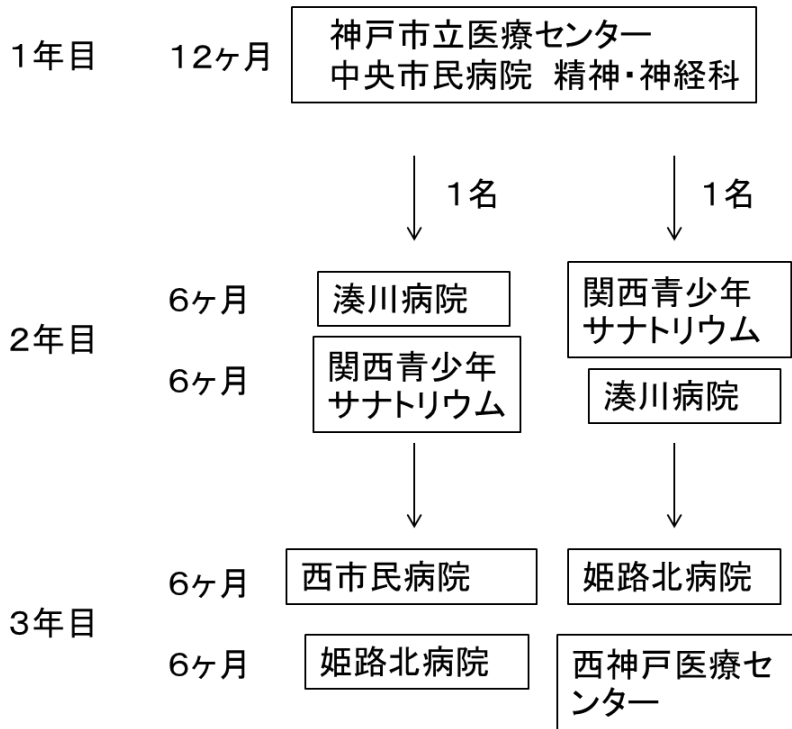 1年目 12ヶ月 神戸市立医療センター
中央市民病院 精神・神経科
1名 1名
2年目
6ヶ月 湊川病院 関西青少年
サナトリウム
6ヶ月 関西青少年
サナトリウム 湊川病院
3年目
6ヶ月 西市民病院 姫路北病院
6ヶ月 姫路北病院 西神戸医療セ
ンター